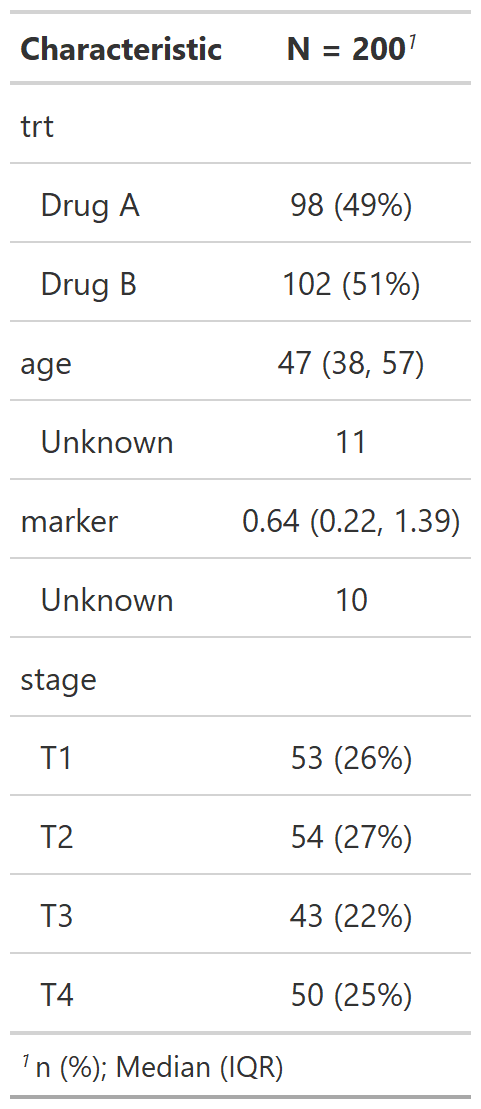 Characteristic N = 200¹
trt
Drug A 98 (49%)
Drug B 102 (51%)
age 47 (38, 57)
Unknown 11
marker 0.64 (0.22, 1.39)
Unknown 10
stage
T1 53 (26%)
T2 54 (27%)
T3 43 (22%)
T4 50 (25%)
¹ n (%); Median (IQR)